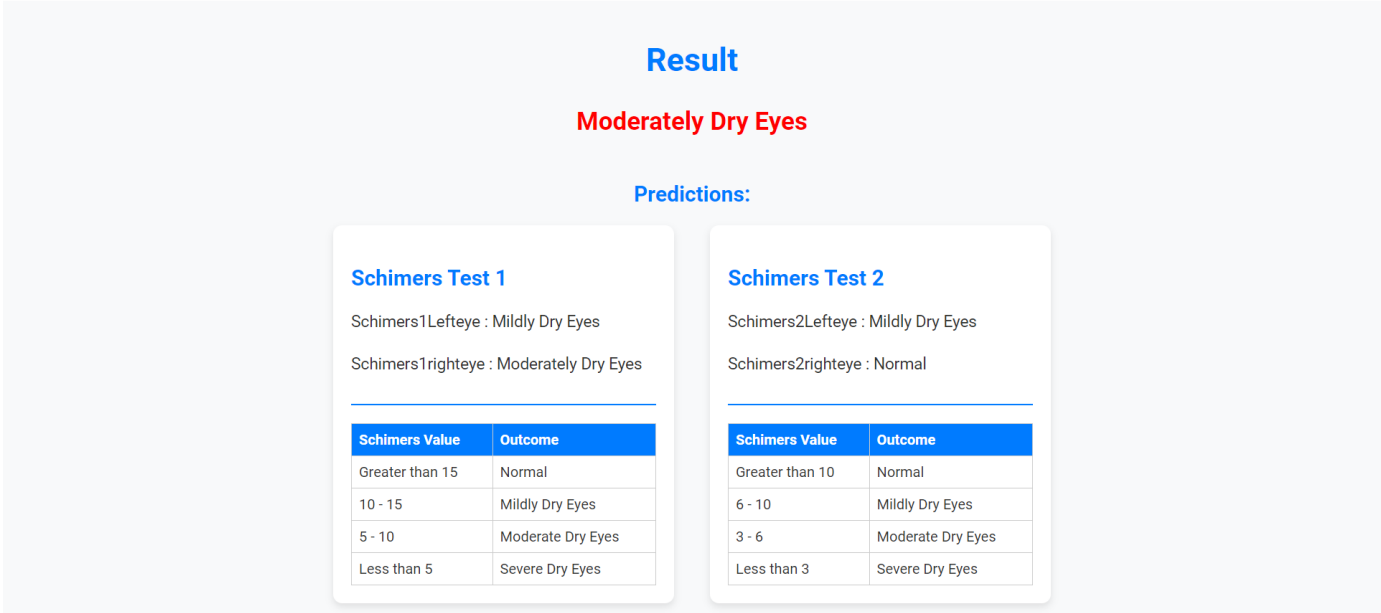 Result
Moderately Dry Eyes
Predictions:
Schimers Test 1
Schimers1Lefteye : Mildly Dry Eyes
Schimers1righteye : Moderately Dry Eyes
Schimers Value Outcome
Greater than 15 Normal
10 - 15 Mildly Dry Eyes
5 - 10 Moderate Dry Eyes
Less than 5 Severe Dry Eyes
Schimers Test 2
Schimers2Lefteye : Mildly Dry Eyes
Schimers2righteye : Normal
Schimers Value Outcome
Greater than 10 Normal
6 - 10 Mildly Dry Eyes
3 - 6 Moderate Dry Eyes
Less than 3 Severe Dry Eyes